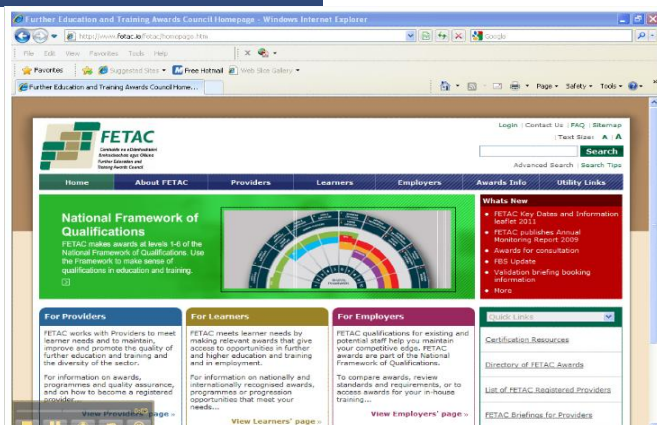 Further Education and Training Awards Council Homepage - Windows Internet Explorer
http://www.fetac.ie/fetac/homepage.htm
Google
File Edit View Favorites Tools Help
Favorites Suggested Sites Free Hotmail Web Slice Gallery
Further Education and Training Awards Council Home...
Page Safety Tools
Login | Contact Us | FAQ | Sitemap
| Text Size: A | A
FETAC
Further Education and
Training Awards Council
Search
Advanced Search | Search Tips
Home About FETAC Providers Learners Employers Awards Info Utility Links
National Framework of
Qualifications
FETAC makes awards at levels 1-6 of the
National Framework of Qualifications. Use
the Framework to make sense of
qualifications in education and training.
Whats New
FETAC Key Dates and Information
leaflet 2011
FETAC publishes Annual
Monitoring Report 2009
Awards for consultation
FBS Update
Validation briefing booking
information
More
For Providers
FETAC works with Providers to meet
learner needs and to maintain,
improve and promote the quality of
further education and training and
the diversity of the sector.
For information on awards,
programmes and quality assurance,
and on how to become a registered
provider...
View Providers' page »
For Learners
FETAC meets learner needs by
making relevant awards that give
access to opportunities in further
and higher education and training
and in employment.
For information on nationally and
internationally recognised awards,
programmes or progression
opportunities that meet your
needs...
View Learners' page »
For Employers
FETAC qualifications for existing and
potential staff help you maintain
your competitive edge. FETAC
awards are part of the National
Framework of Qualifications.
To compare awards, review
standards and requirements, or to
access awards for your in-house
training...
View Employers' page »
Quick Links
Certification Resources
Directory of FETAC Awards
List of FETAC Registered Providers
FETAC Briefings for Providers